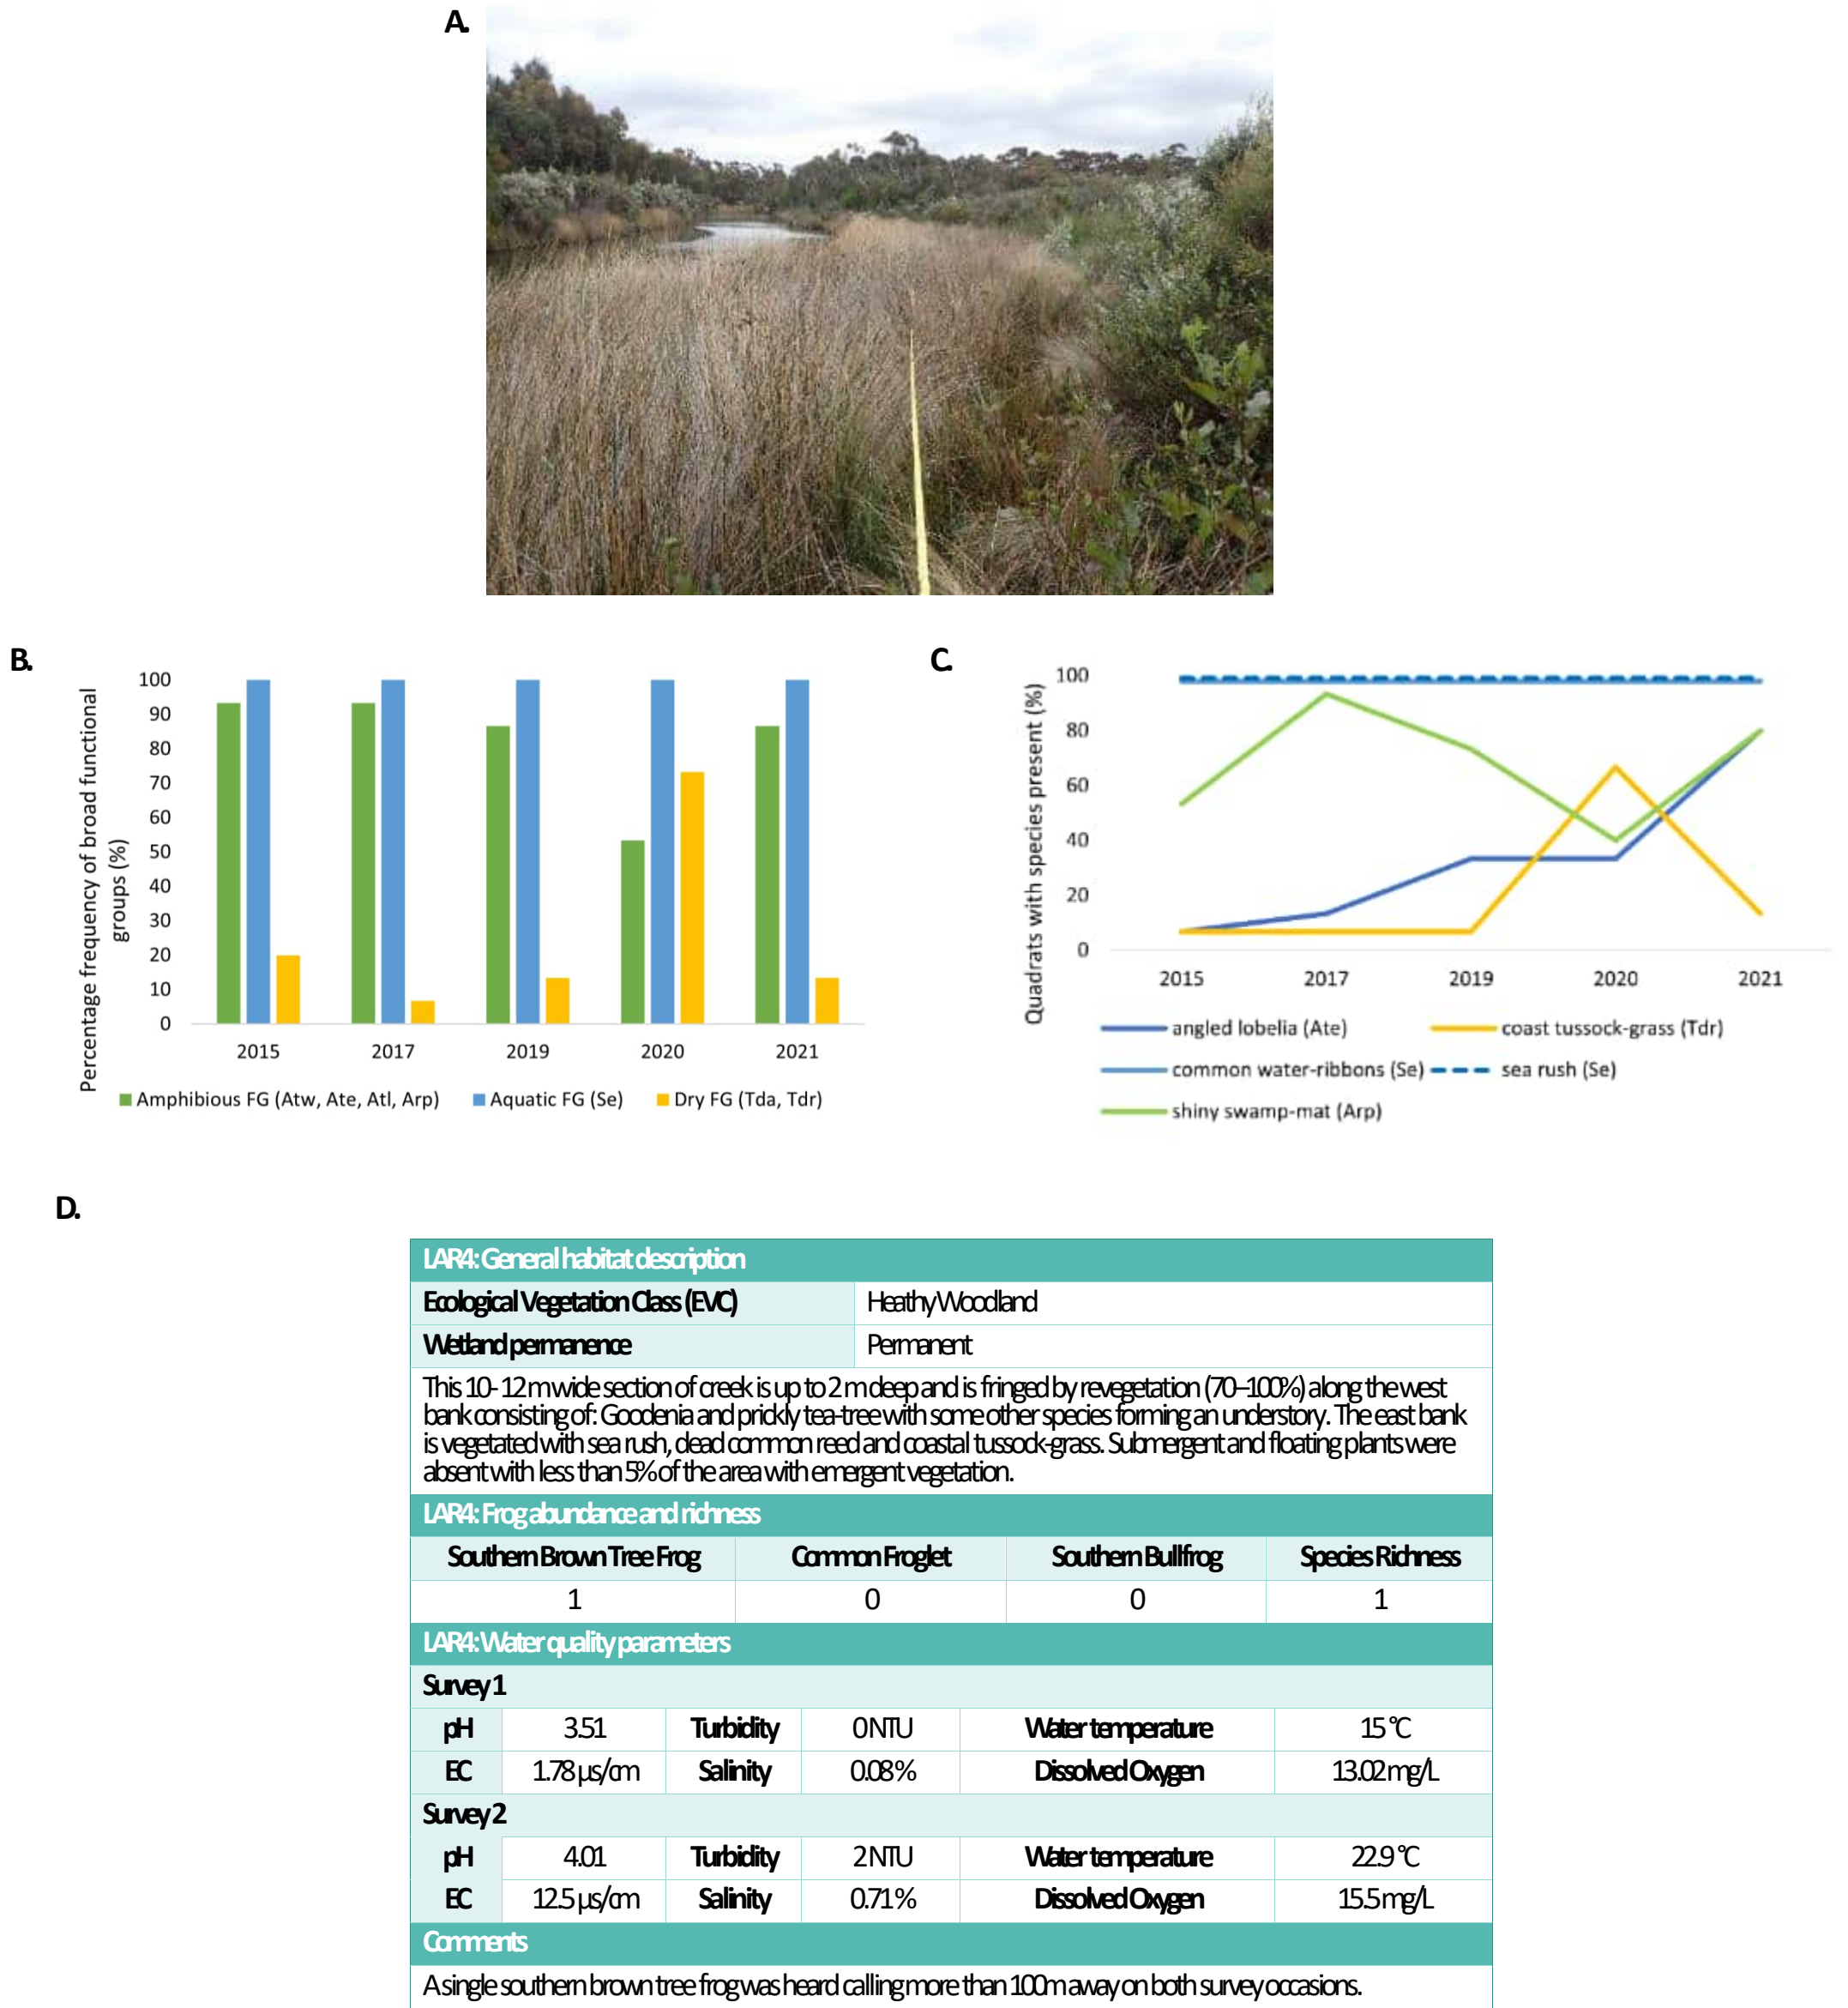 A.
B.
Percentage frequency of broad functional
groups (%)
100
90
80
70
60
50
40
30
20
10
0
2015 2017 2019 2020 2021
Amphibious FG (Atw, Ate, Atl, Arp) Aquatic FG (Se) Dry FG (Tda, Tdr)
C.
Quadrats with species present (%)
100
80
60
40
20
0
2015 2017 2019 2020 2021
angled lobelia (Ate) coast tussock-grass (Tdr)
common water-ribbons (Se) sea rush (Se)
shiny swamp-mat (Arp)
D.
LAR4: General habitat description
Ecological Vegetation Class (EVC) Heathy Woodland
Wetland permanence Permanent
This 10-12 m wide section of creek is up to 2 m deep and is fringed by revegetation (70–100%) along the west
bank consisting of: Goodenia and prickly tea-tree with some other species forming an understory. The east bank
is vegetated with sea rush, dead common reed and coastal tussock-grass. Submergent and floating plants were
absent with less than 5% of the area with emergent vegetation.
LAR4: Frog abundance and richness
Southern Brown Tree Frog Common Froglet Southern Bullfrog Species Richness
1 0 0 1
LAR4: Water quality parameters
Survey 1
pH 3.51 Turbidity 0 NTU Water temperature 15 °C
EC 1.78 µs/cm Salinity 0.08% Dissolved Oxygen 13.02 mg/L
Survey 2
pH 4.01 Turbidity 2 NTU Water temperature 22.9 °C
EC 12.5 µs/cm Salinity 0.71% Dissolved Oxygen 15.5 mg/L
Comments
A single southern brown tree frog was heard calling more than 100m away on both survey occasions.